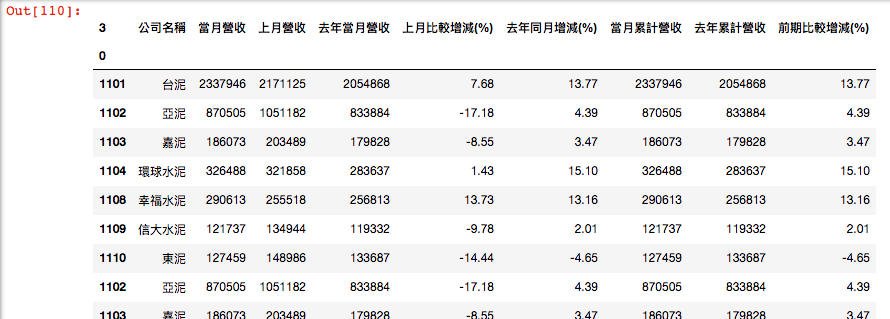 Out[110]:
3 公司名稱 當月營收 上月營收 去年當月營收 上月比較增減(%) 去年同月增減(%) 當月累計營收 去年累計營收 前期比較增減(%)
0
1101 台泥 2337946 2171125 2054868 7.68 13.77 2337946 2054868 13.77
1102 亞泥 870505 1051182 833884 -17.18 4.39 870505 833884 4.39
1103 嘉泥 186073 203489 179828 -8.55 3.47 186073 179828 3.47
1104 環球水泥 326488 321858 283637 1.43 15.10 326488 283637 15.10
1108 幸福水泥 290613 255518 256813 13.73 13.16 290613 256813 13.16
1109 信大水泥 121737 134944 119332 -9.78 2.01 121737 119332 2.01
1110 東泥 127459 148986 133687 -14.44 -4.65 127459 133687 -4.65
1102 亞泥 870505 1051182 833884 -17.18 4.39 870505 833884 4.39
1103 嘉泥 186073 203489 179828 -8.55 3.47 186073 179828 3.47